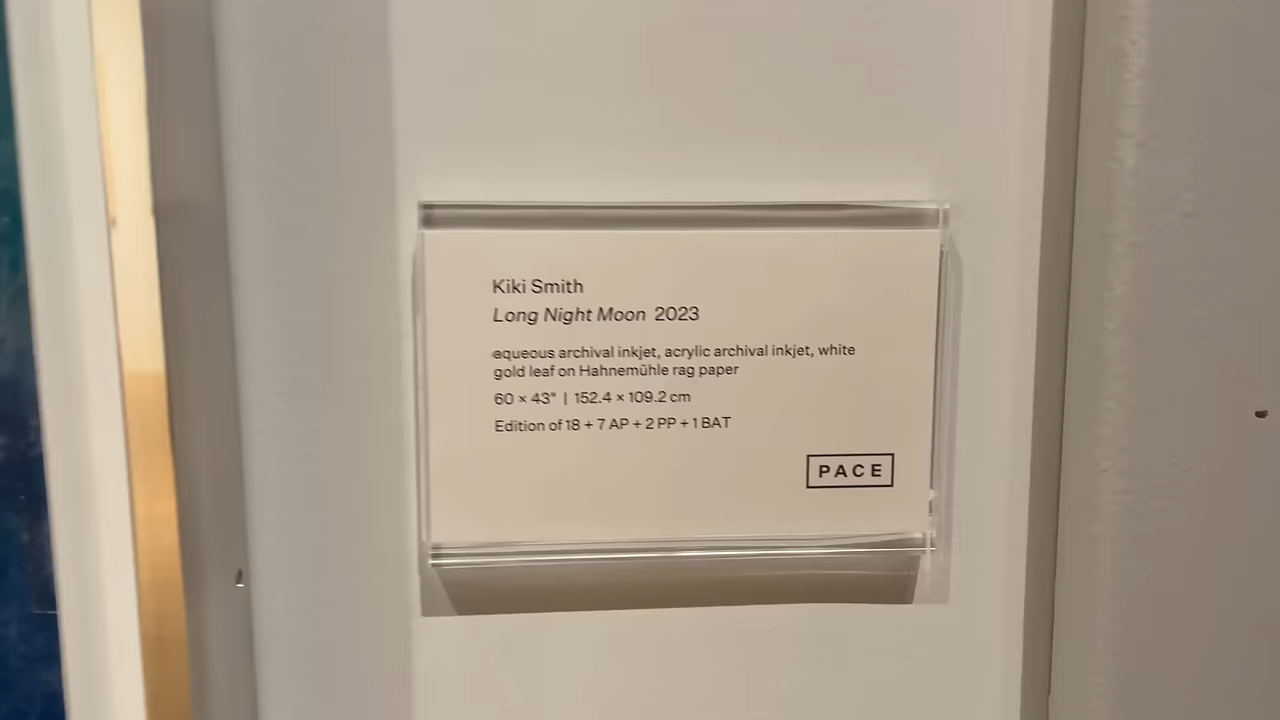 Kiki Smith
Long Night Moon 2023
aqueous archival inkjet, acrylic archival inkjet, white
gold leaf on Hahnemühle rag paper
60 × 43" | 152.4 × 109.2 cm
Edition of 18 + 7 AP + 2 PP + 1 BAT
PACE